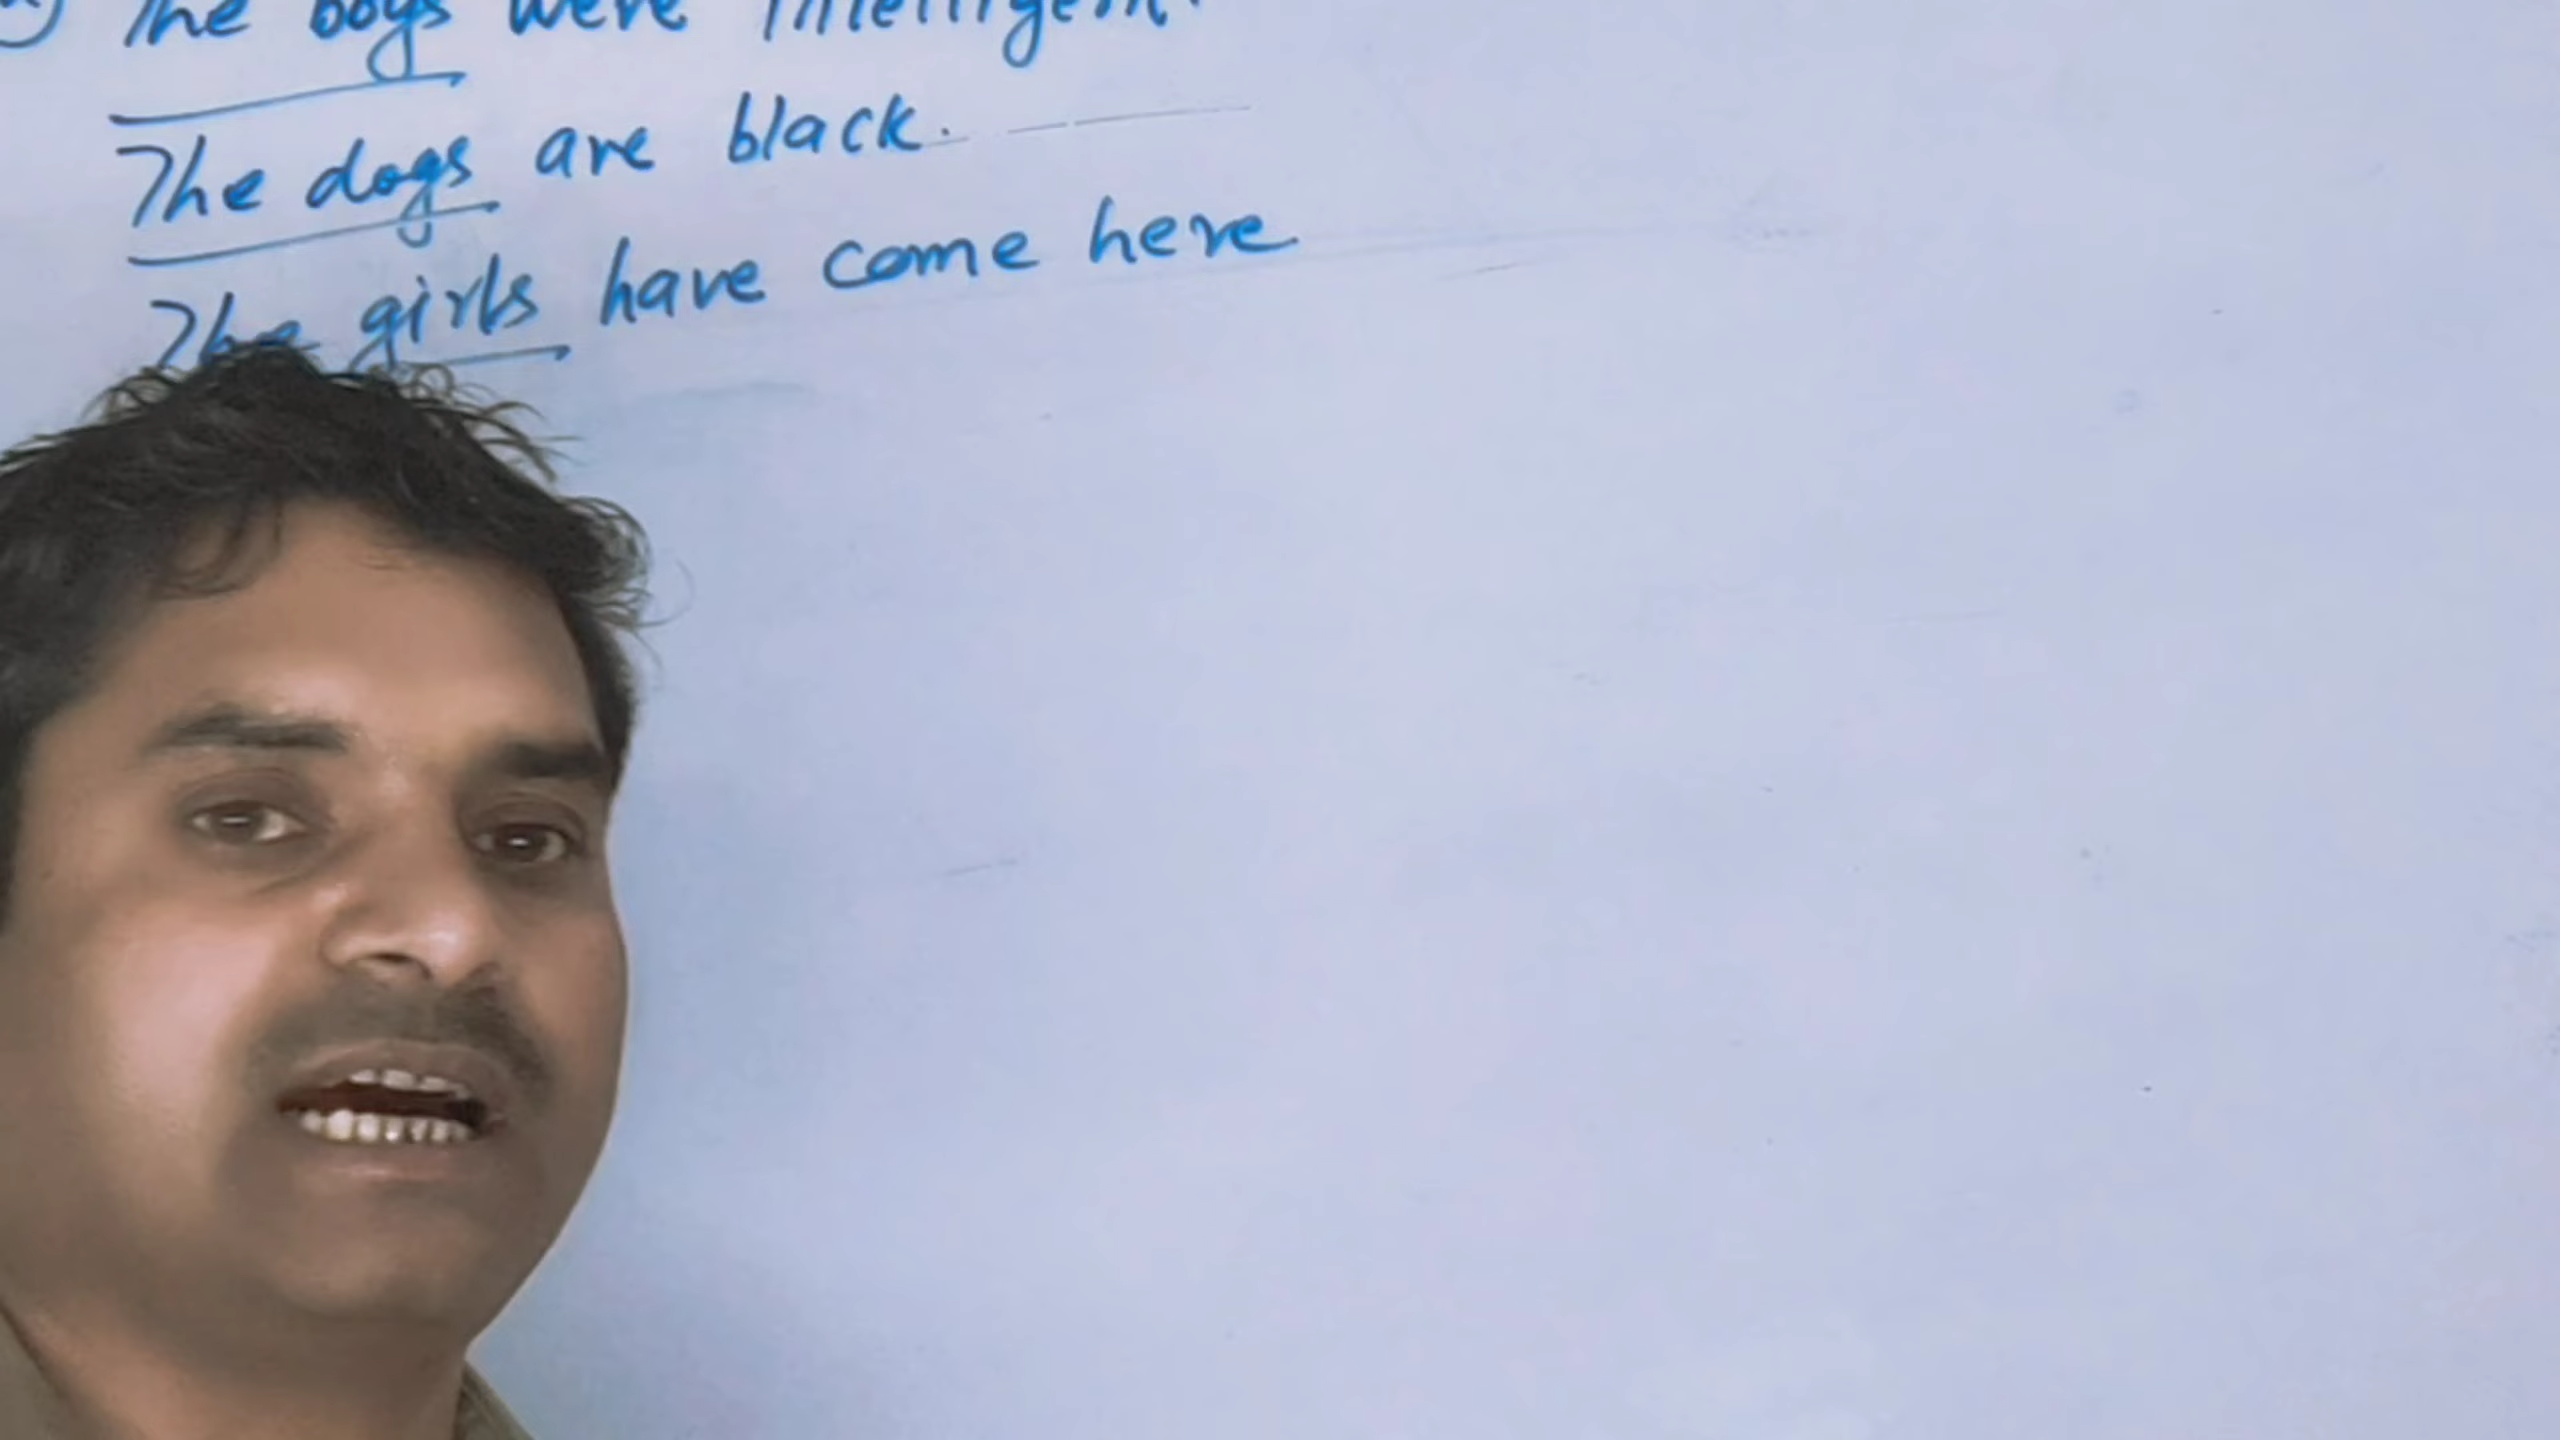 The boys were intelligent.
The dogs are black.
The girls have come here